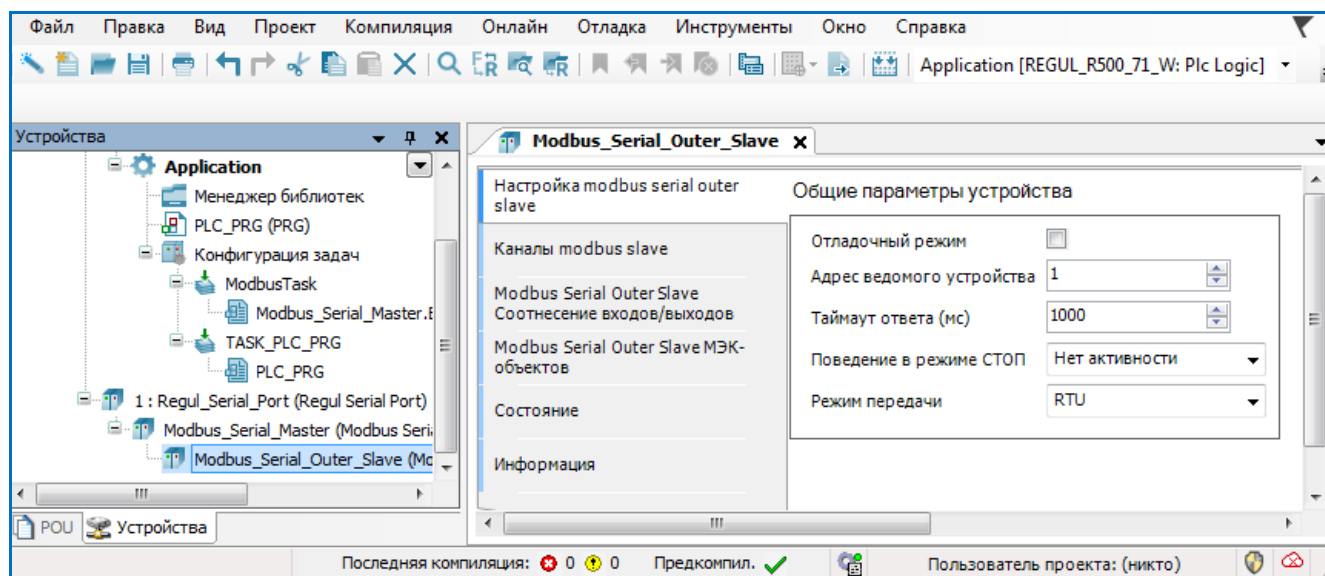 Файл Правка Вид Проект Компиляция Онлайн Отладка Инструменты Окно Справка
Application [REGUL_R500_71_W: Plc Logic]
Устройства
Application
Менеджер библиотек
PLC_PRG (PRG)
Конфигурация задач
ModbusTask
Modbus_Serial_Master.E
TASK_PLC_PRG
PLC_PRG
1 : Regul_Serial_Port (Regul Serial Port)
Modbus_Serial_Master (Modbus Seri
Modbus_Serial_Outer_Slave (Mo
POU Устройства
Modbus_Serial_Outer_Slave
Настройка modbus serial outer
slave
Каналы modbus slave
Modbus Serial Outer Slave
Соотнесение входов/выходов
Modbus Serial Outer Slave МЭК-
объектов
Состояние
Информация
Общие параметры устройства
Отладочный режим
Адрес ведомого устройства 1
Таймаут ответа (мс) 1000
Поведение в режиме СТОП Нет активности
Режим передачи RTU
Последняя компиляция: 0 0 Предкомпил. Пользователь проекта: (никто)